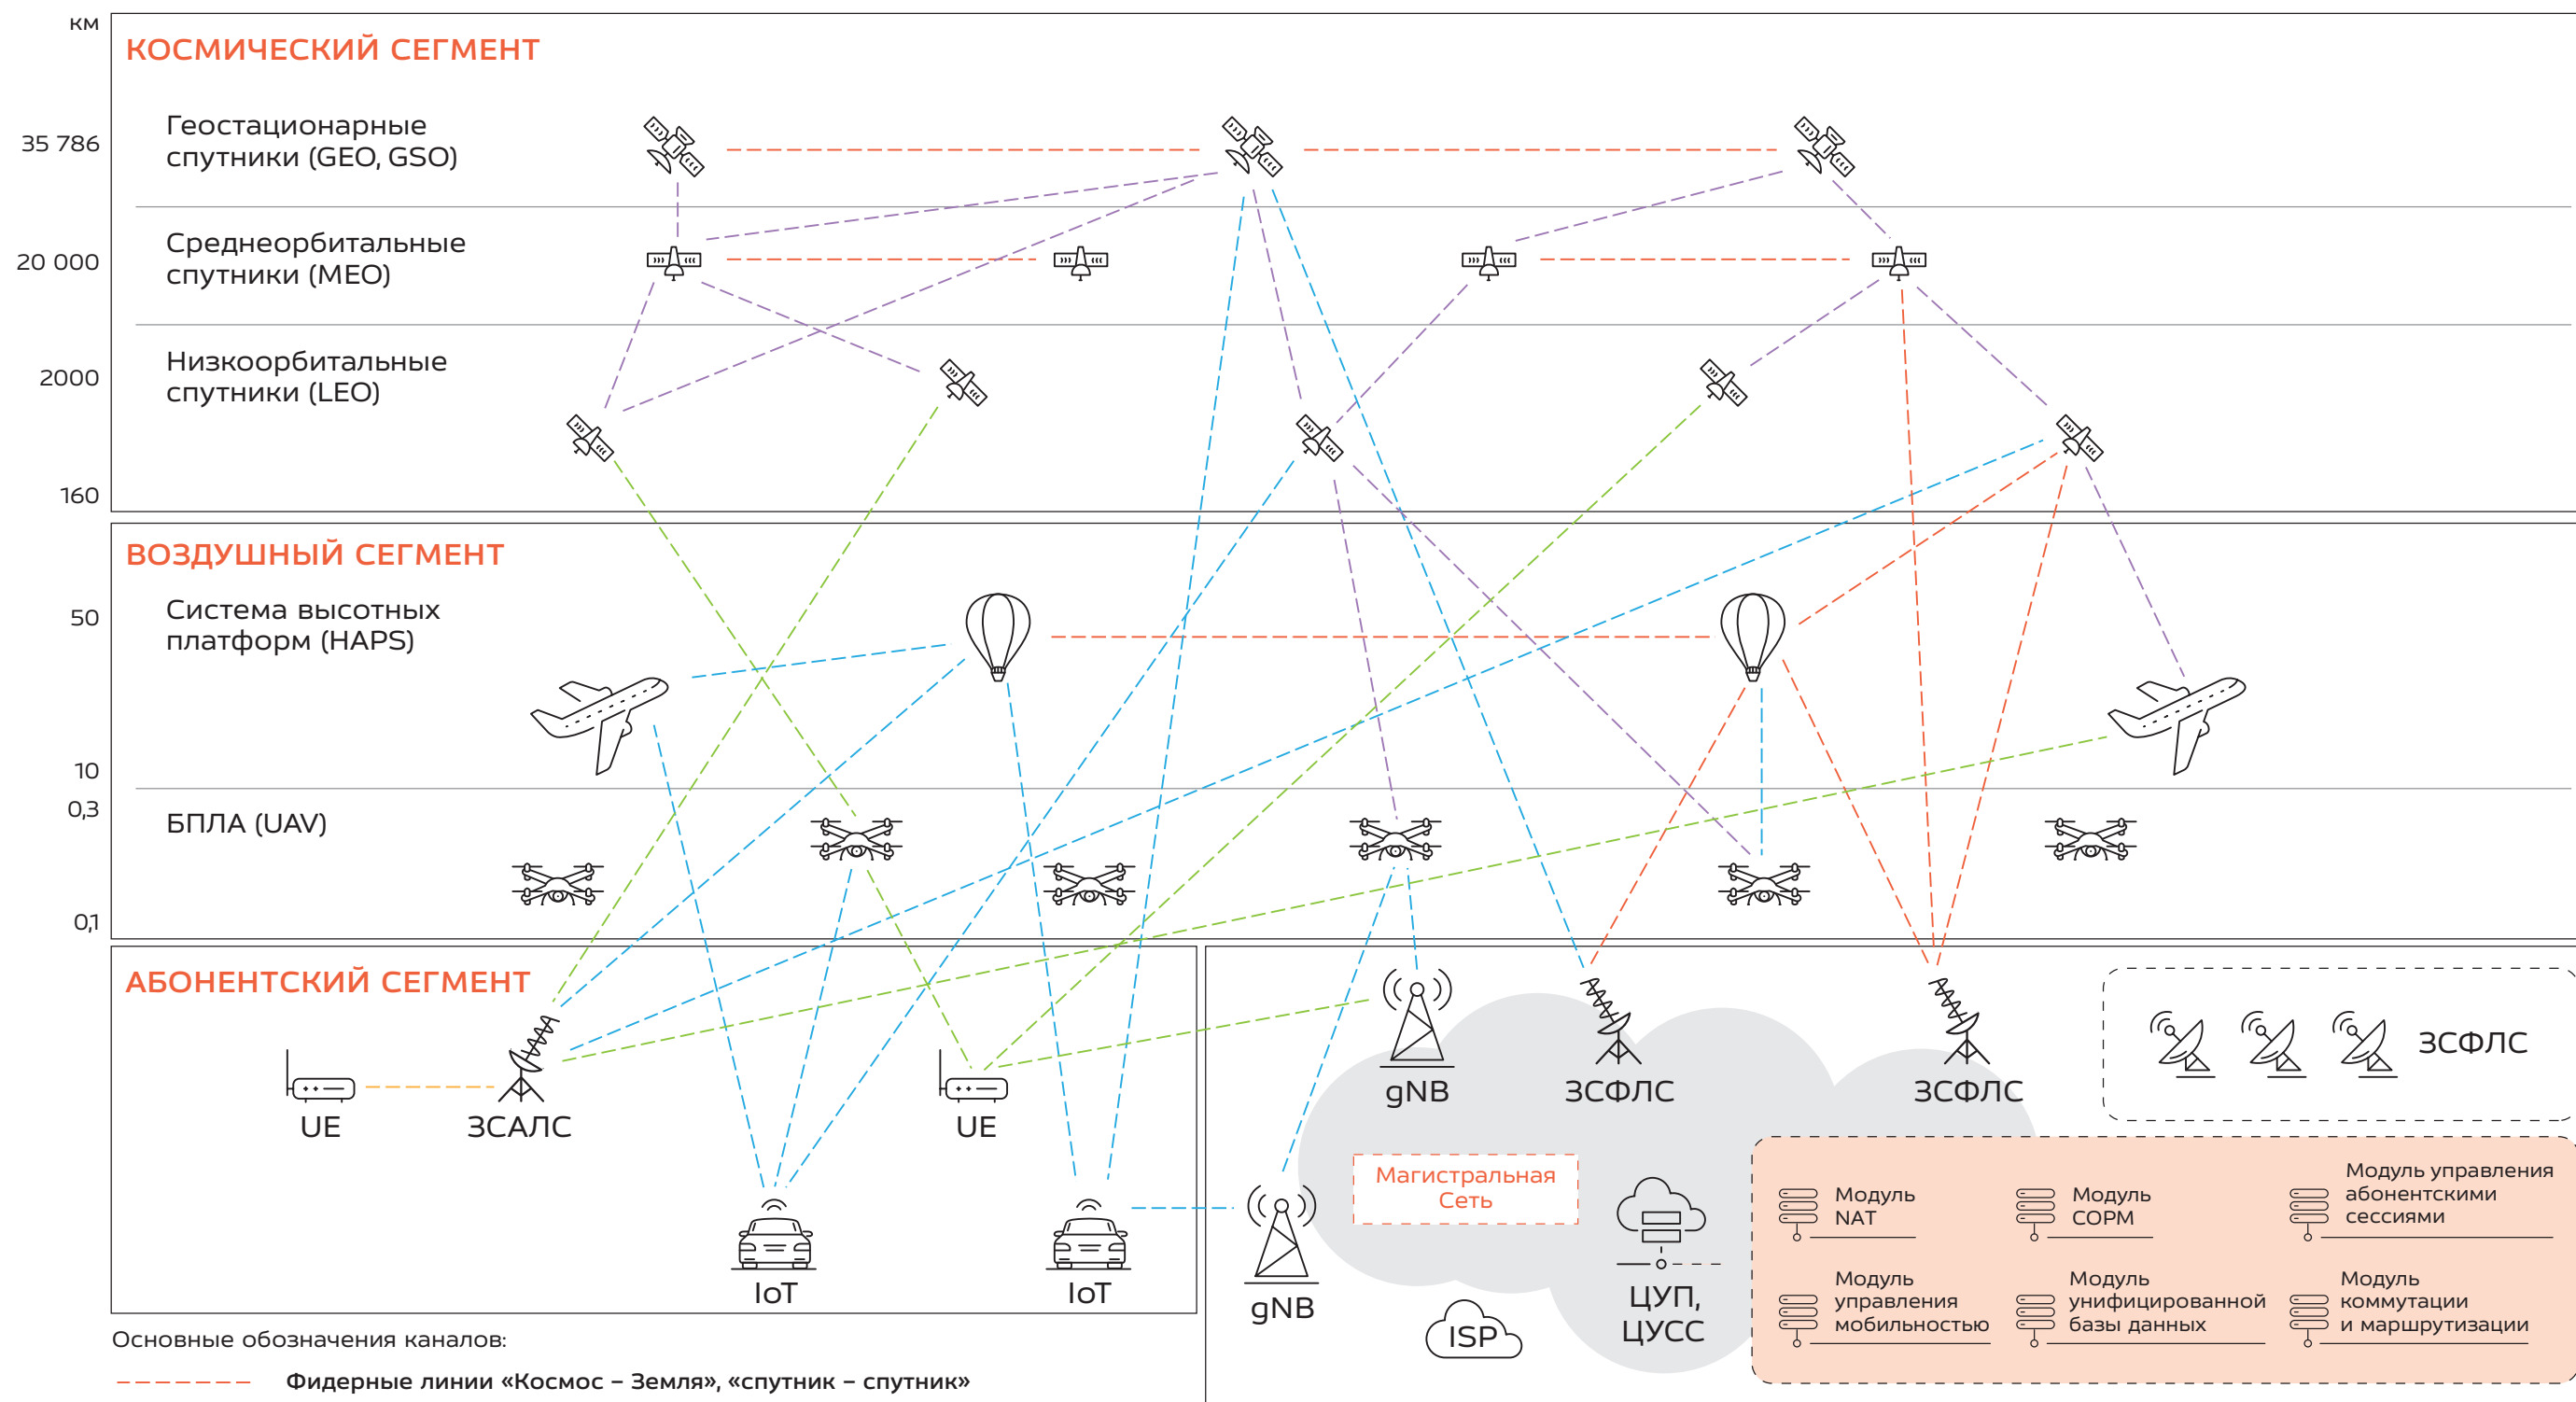 км
КОСМИЧЕСКИЙ СЕГМЕНТ
35 786
Геостационарные
спутники (GEO, GSO)
20 000
Среднеорбитальные
спутники (MEO)
2000
Низкоорбитальные
спутники (LEO)
160
ВОЗДУШНЫЙ СЕГМЕНТ
50
Система высотных
платформ (HAPS)
10
0,3
БПЛА (UAV)
0,1
АБОНЕНТСКИЙ СЕГМЕНТ
UE
ЗСАЛС
UE
IoT
IoT
gNB
ЗСФЛС
ЗСФЛС
ЗСФЛС
gNB
Магистральная
Сеть
ISP
ЦУП,
ЦУСС
Модуль
NAT
Модуль
СОРМ
Модуль управления
абонентскими
сессиями
Модуль
управления
мобильностью
Модуль
унифицированной
базы данных
Модуль
коммутации
и маршрутизации
Основные обозначения каналов:
Фидерные линии «Космос – Земля», «спутник – спутник»